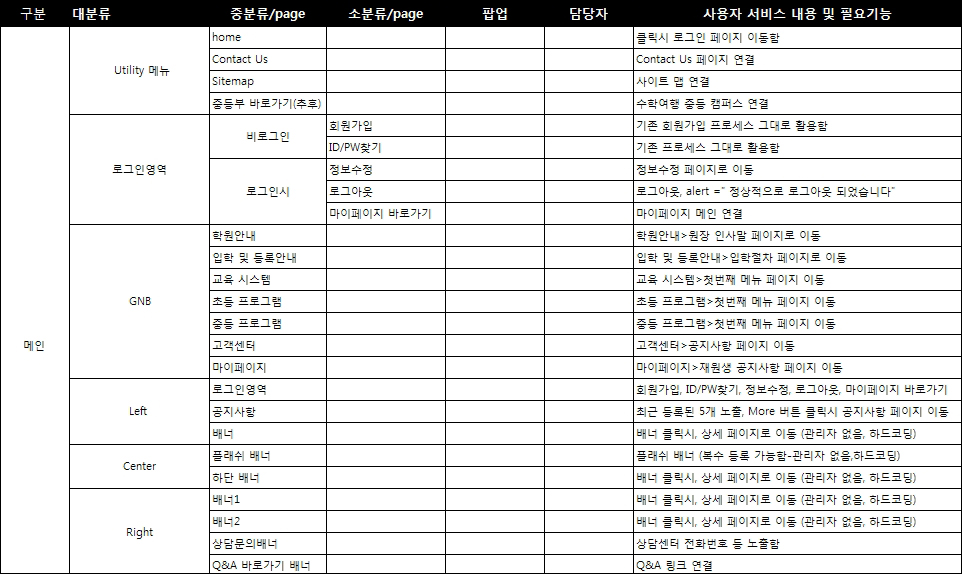 구분 대분류 중분류/page 소분류/page 팝업 담당자 사용자 서비스 내용 및 필요기능
home 클릭시 로그인 페이지 이동함
Contact Us Contact Us 페이지 연결
Utility 메뉴
Sitemap 사이트 맵 연결
중등부 바로가기(추후) 수학여행 중등 캠퍼스 연결
회원가입 기존 회원가입 프로세스 그대로 활용함
비로그인
ID/PW찾기 기존 프로세스 그대로 활용함
로그인영역 정보수정 정보수정 페이지로 이동
로그인시 로그아웃 로그아웃, alert =" 정상적으로 로그아웃 되었습니다"
마이페이지 바로가기 마이페이지 메인 연결
학원안내 학원안내>원장 인사말 페이지로 이동
입학 및 등록안내 입학 및 등록안내>입학절차 페이지로 이동
교육 시스템 교육 시스템>첫번째 메뉴 페이지 이동
GNB 초등 프로그램 초등 프로그램>첫번째 메뉴 페이지 이동
중등 프로그램 중등 프로그램>첫번째 메뉴 페이지 이동
메인 고객센터 고객센터>공지사항 페이지 이동
마이페이지 마이페이지>재원생 공지사항 페이지 이동
로그인영역 회원가입, ID/PW찾기, 정보수정, 로그아웃, 마이페이지 바로가기
Left 공지사항 최근 등록된 5개 노출, More 버튼 클릭시 공지사항 페이지 이동
배너 배너 클릭시, 상세 페이지로 이동 (관리자 없음, 하드코딩)
플래쉬 배너 플래쉬 배너 (복수 등록 가능함-관리자 없음,하드코딩)
Center
하단 배너 배너 클릭시, 상세 페이지로 이동 (관리자 없음, 하드코딩)
배너1 배너 클릭시, 상세 페이지로 이동 (관리자 없음, 하드코딩)
배너2 배너 클릭시, 상세 페이지로 이동 (관리자 없음, 하드코딩)
Right
상담문의배너 상담센터 전화번호 등 노출함
Q&A 바로가기 배너 Q&A 링크 연결